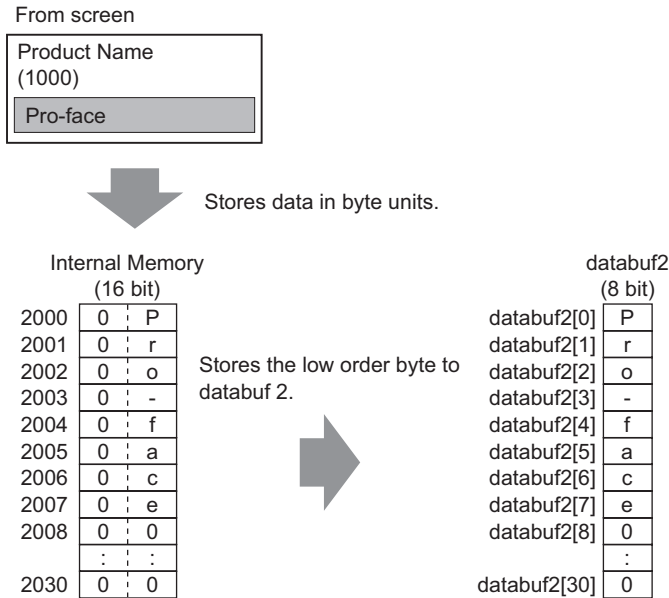 From screen
Product Name
(1000)
Pro-face
Stores data in byte units.
Internal Memory
(16 bit)
2000 0 P
2001 0 r
2002 0 o
2003 0 -
2004 0 f
2005 0 a
2006 0 c
2007 0 e
2008 0 0
: :
2030 0 0
Stores the low order byte to
databuf 2.
databuf2
(8 bit)
databuf2[0] P
databuf2[1] r
databuf2[2] o
databuf2[3] -
databuf2[4] f
databuf2[5] a
databuf2[6] c
databuf2[7] e
databuf2[8] 0
:
databuf2[30] 0